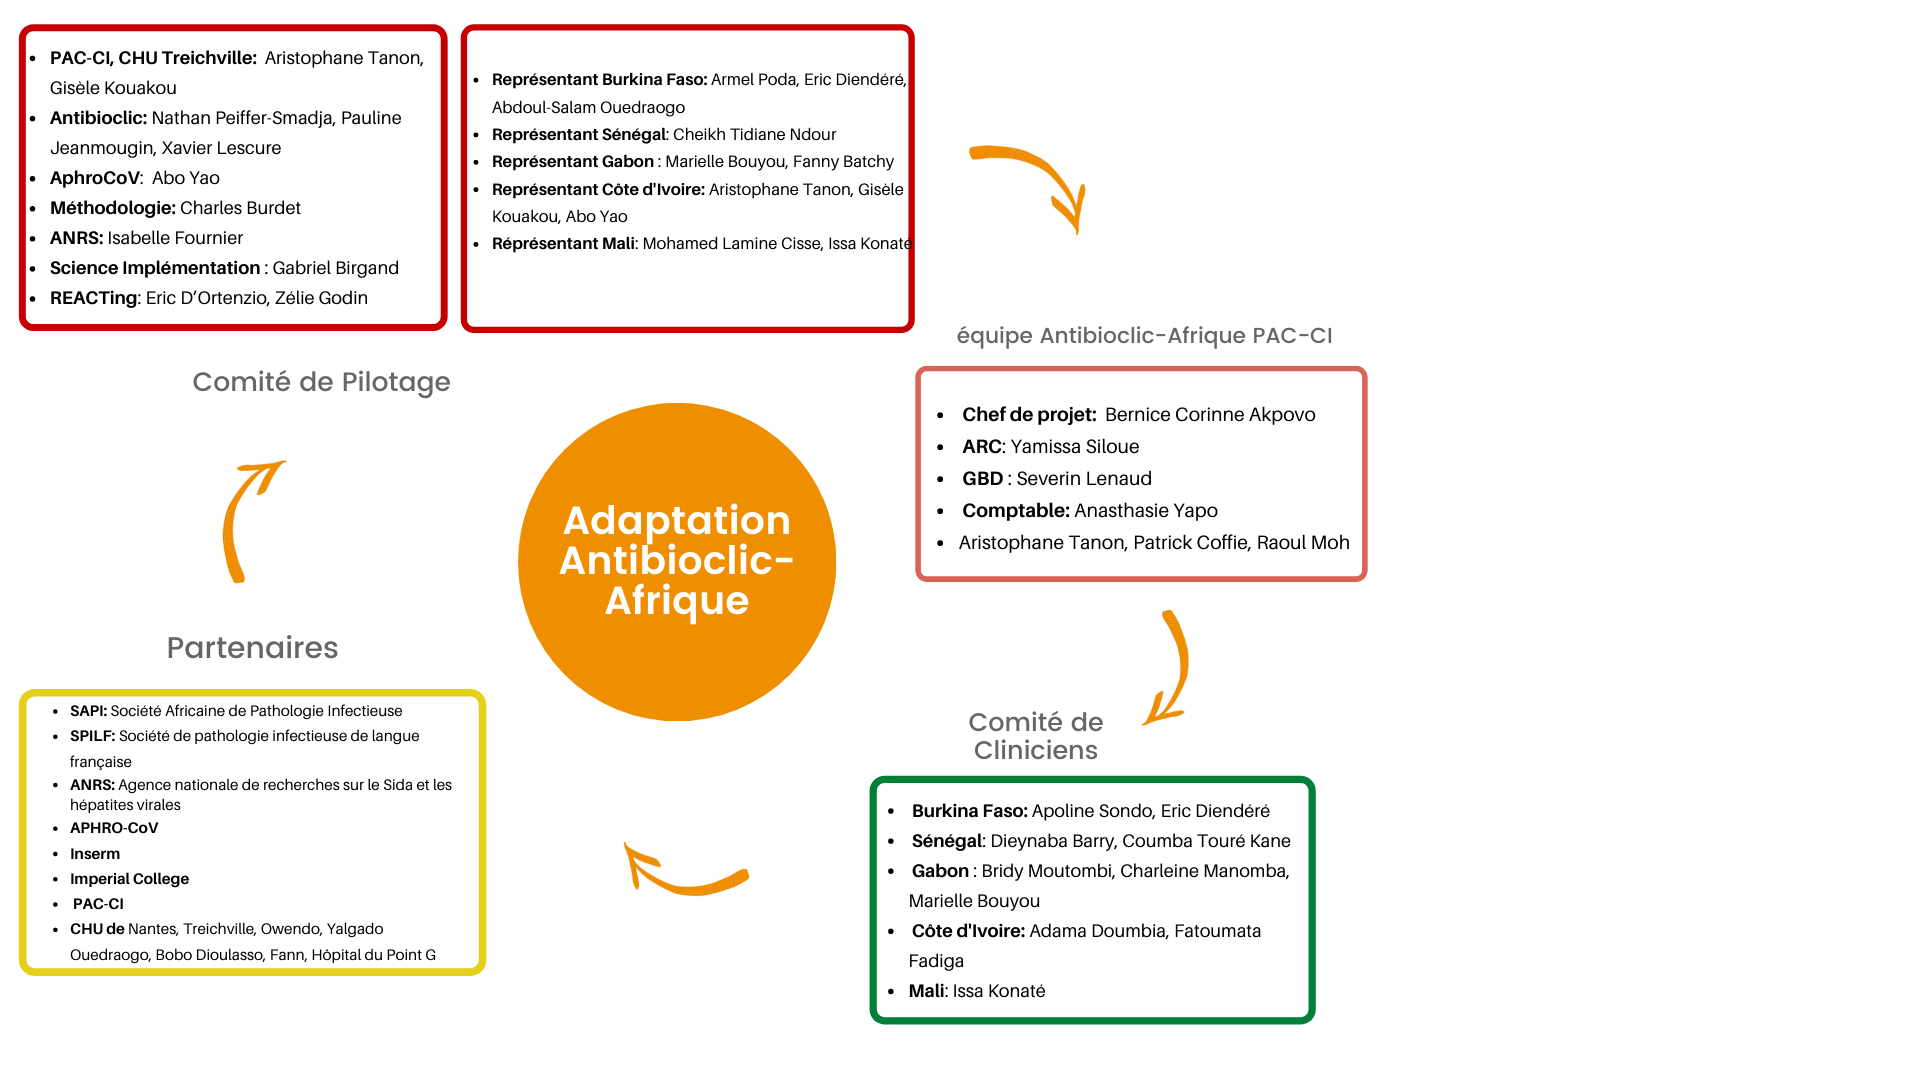 • PAC-CI, CHU Treichville: Aristophane Tanon,
Gisèle Kouakou
• Antibioclic: Nathan Peiffer-Smadja, Pauline
Jeanmougin, Xavier Lescure
• AphroCoV: Abo Yao
• Méthodologie: Charles Burdet
• ANRS: Isabelle Fournier
• Science Implémentation : Gabriel Birgand
• REACTing: Eric D’Ortenzio, Zélie Godin
• Représentant Burkina Faso: Armel Poda, Eric Diendéré,
Abdoul-Salam Ouedraogo
• Représentant Sénégal: Cheikh Tidiane Ndour
• Représentant Gabon : Marielle Bouyou, Fanny Batchy
• Représentant Côte d'Ivoire: Aristophane Tanon, Gisèle
Kouakou, Abo Yao
• Réprésentant Mali: Mohamed Lamine Cisse, Issa Konaté
Comité de Pilotage
équipe Antibioclic-Afrique PAC-CI
• Chef de projet: Bernice Corinne Akpovo
• ARC: Yamissa Siloue
• GBD : Severin Lenaud
• Comptable: Anasthasie Yapo
• Aristophane Tanon, Patrick Coffie, Raoul Moh
Adaptation
Antibioclic-
Afrique
Partenaires
• SAPI: Société Africaine de Pathologie Infectieuse
• SPILF: Société de pathologie infectieuse de langue
française
• ANRS: Agence nationale de recherches sur le Sida et les
hépatites virales
• APHRO-CoV
• Inserm
• Imperial College
• PAC-CI
• CHU de Nantes, Treichville, Owendo, Yalgado
Ouedraogo, Bobo Dioulasso, Fann, Hôpital du Point G
Comité de
Cliniciens
• Burkina Faso: Apoline Sondo, Eric Diendéré
• Sénégal: Dieynaba Barry, Coumba Touré Kane
• Gabon : Bridy Moutombi, Charleine Manomba,
Marielle Bouyou
• Côte d'Ivoire: Adama Doumbia, Fatoumata
Fadiga
• Mali: Issa Konaté